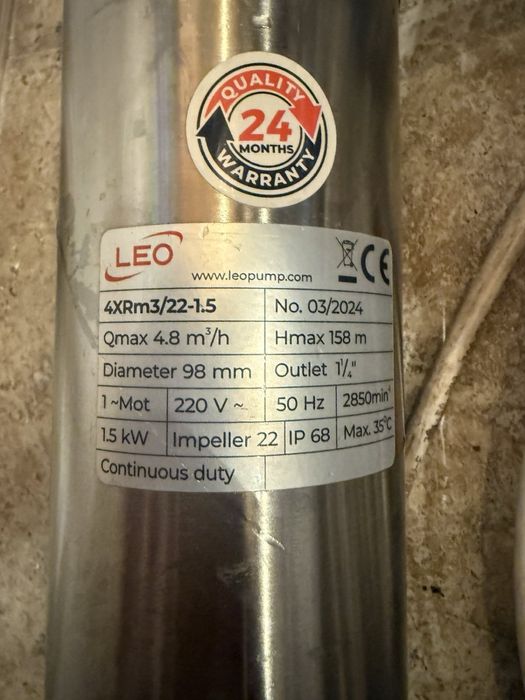 QUALITY
24
MONTHS
WARRANTY
LEO
www.leopump.com
CE
4XRm3/22-1.5 No. 03/2024
Qmax 4.8 m³/h Hmax 158 m
Diameter 98 mm Outlet 1¼"
1 ~Mot 220 V ~ 50 Hz 2850min⁻¹
1.5 kW Impeller 22 IP 68 Max. 35°C
Continuous duty